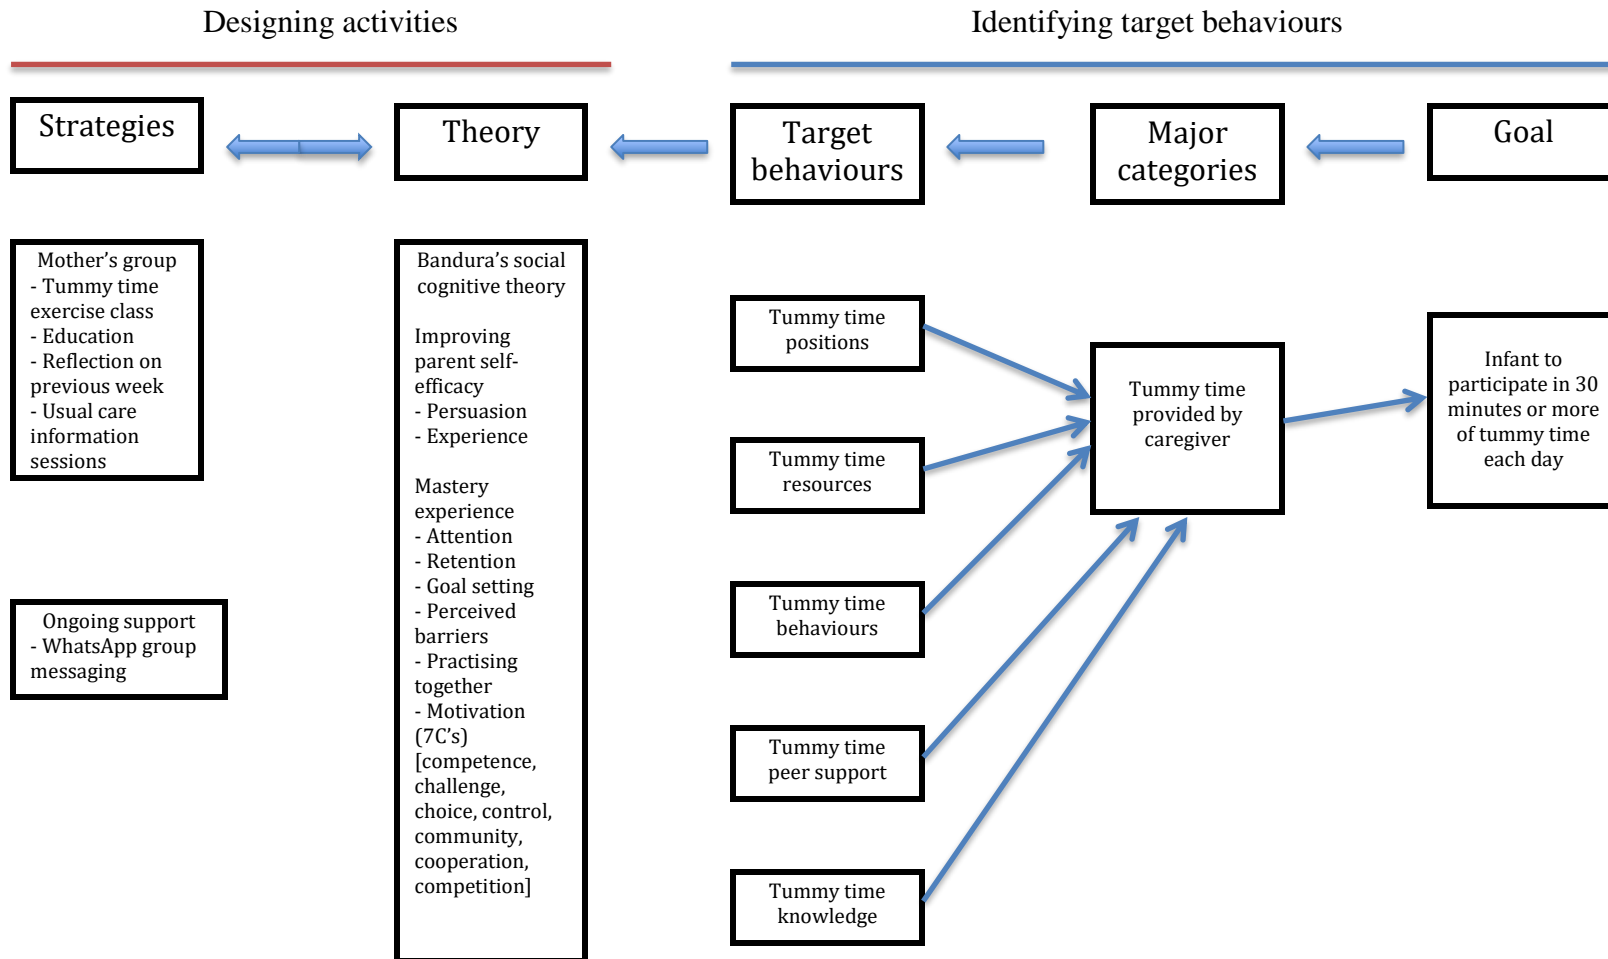 Designing activities
Identifying target behaviours
Strategies
Theory
Target
behaviours
Major
categories
Goal
Mother’s group
- Tummy time
exercise class
- Education
- Reflection on
previous week
- Usual care
information
sessions
Ongoing support
- WhatsApp group
messaging
Bandura’s social
cognitive theory
Improving
parent self-
efficacy
- Persuasion
- Experience
Mastery
experience
- Attention
- Retention
- Goal setting
- Perceived
barriers
- Practising
together
- Motivation
(7C’s)
[competence,
challenge,
choice, control,
community,
cooperation,
competition]
Tummy time
positions
Tummy time
resources
Tummy time
behaviours
Tummy time
peer support
Tummy time
knowledge
Tummy time
provided by
caregiver
Infant to
participate in 30
minutes or more
of tummy time
each day